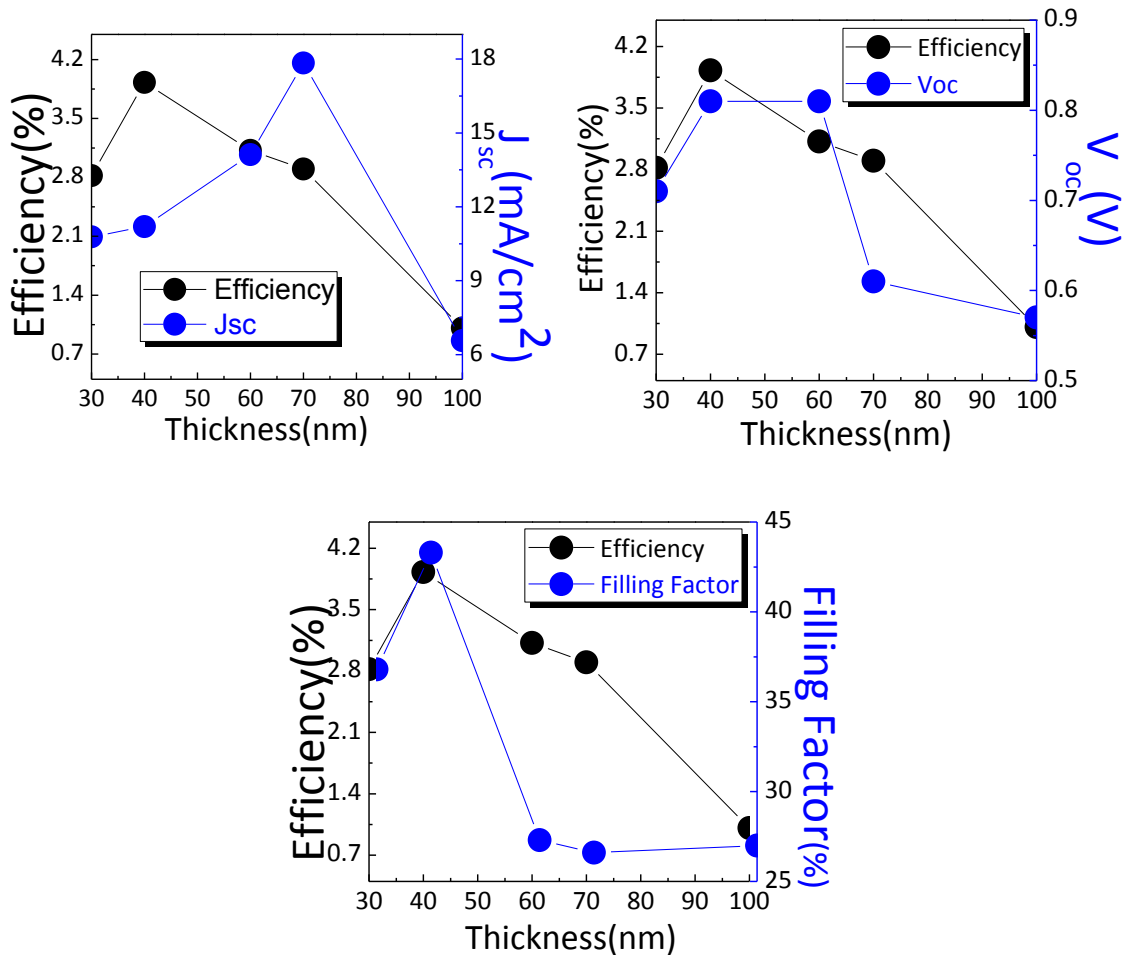 Efficiency(%)
4.2
3.5
2.8
2.1
1.4
0.7
Efficiency
Jsc
18
15
12
9
6
J sc (mA/cm2)
30 40 50 60 70 80 90 100
Thickness(nm)
Efficiency(%)
4.2
3.5
2.8
2.1
1.4
0.7
Efficiency
Voc
0.9
0.8
0.7
0.6
0.5
V oc (V)
30 40 50 60 70 80 90 100
Thickness(nm)
Efficiency(%)
4.2
3.5
2.8
2.1
1.4
0.7
Efficiency
Filling Factor
45
40
35
30
25
Filling Factor(%)
30 40 50 60 70 80 90 100
Thickness(nm)